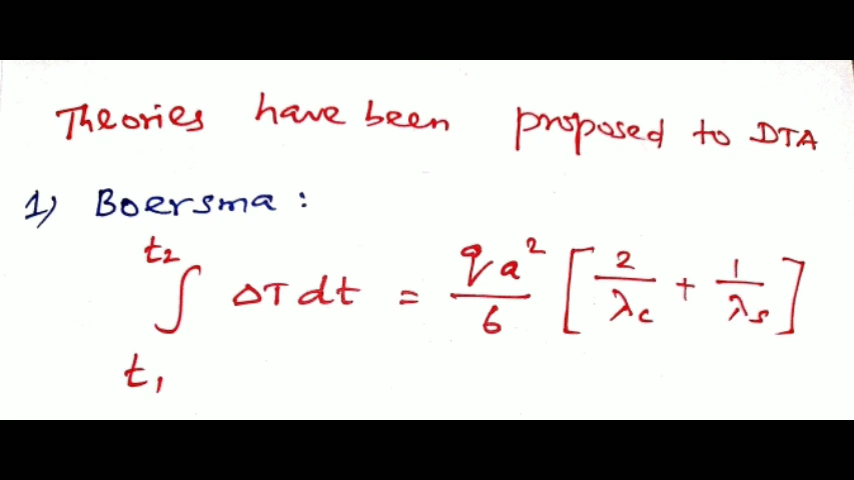 Theories have been proposed to DTA
1) Boersma :
∫_{t₁}^{t₂} ΔT dt = qa²/6 [2/λc + 1/λs]